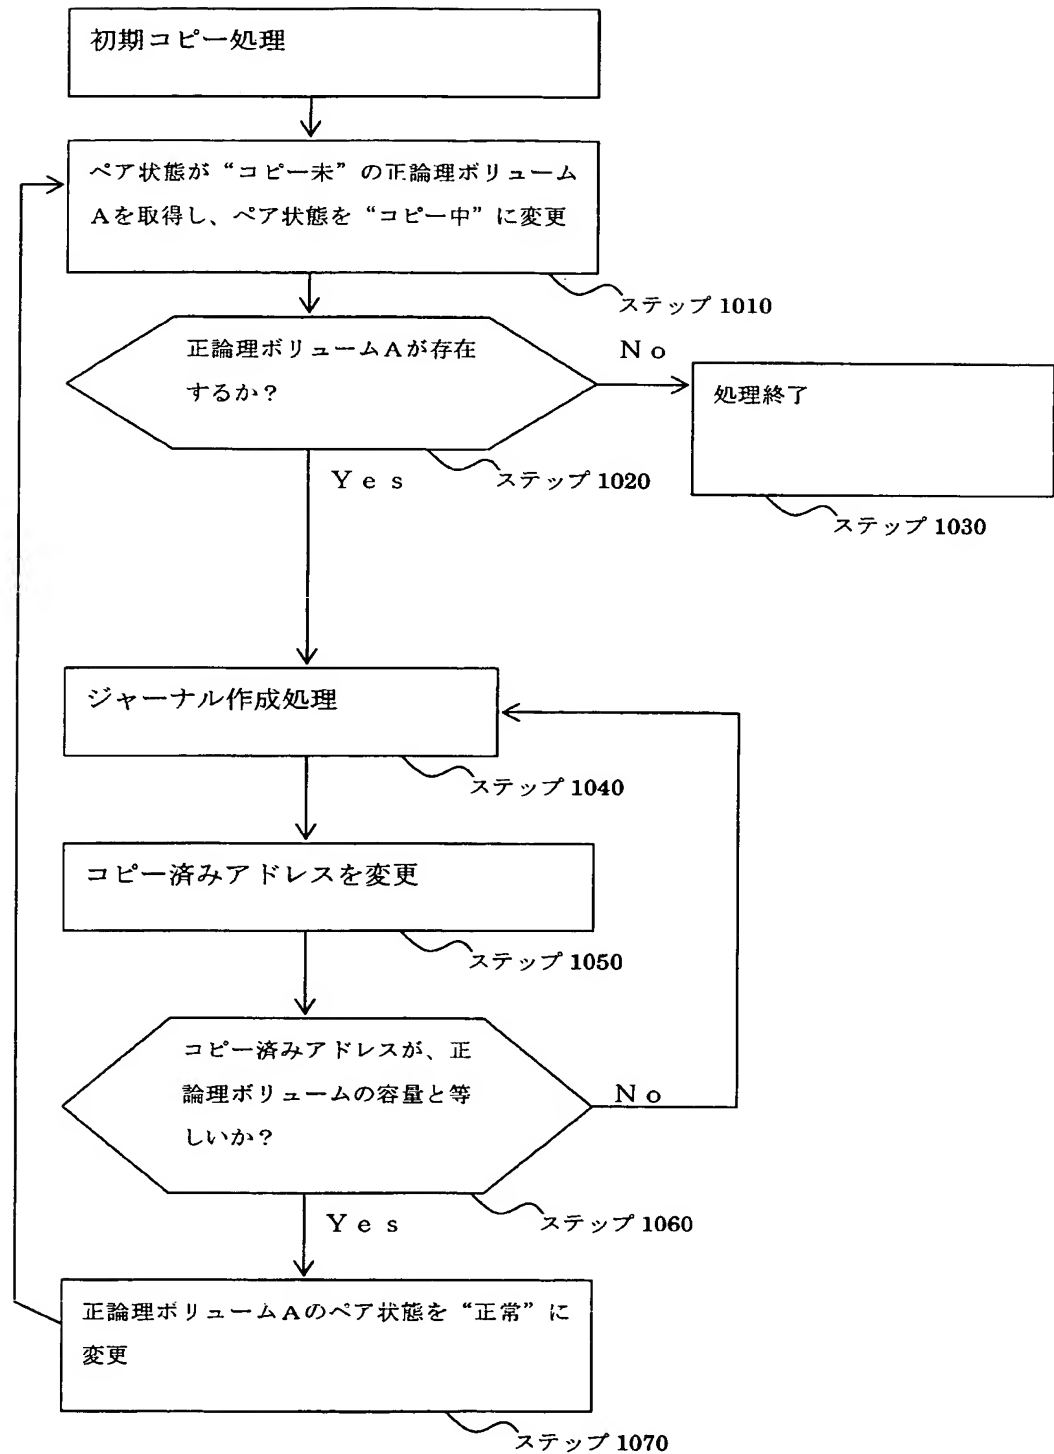 初期コピー処理
ペア状態が“コピー未”の正論理ボリューム
Aを取得し、ペア状態を“コピー中”に変更
ステップ 1010
正論理ボリュームAが存在
するか？
No
処理終了
Yes
ステップ 1020
ステップ 1030
ジャーナル作成処理
ステップ 1040
コピー済みアドレスを変更
ステップ 1050
コピー済みアドレスが、正
論理ボリュームの容量と等
しいか？
No
Yes
ステップ 1060
正論理ボリュームAのペア状態を“正常”に
変更
ステップ 1070